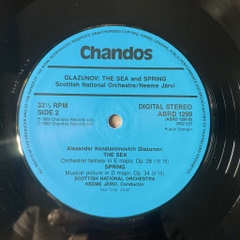 Chandos
GLAZUNOV: THE SEA and SPRING
Scottish National Orchestra/Neeme Järvi
33⅓ RPM
SIDE 2
DIGITAL STEREO
ABRD 1299
Public Domain
Alexander Konstantinovich Glazunov:
THE SEA
Orchestral fantasy in E major, Op. 28
SPRING
Musical picture in D major, Op. 34
SCOTTISH NATIONAL ORCHESTRA
NEEME JÄRVI, Conductor